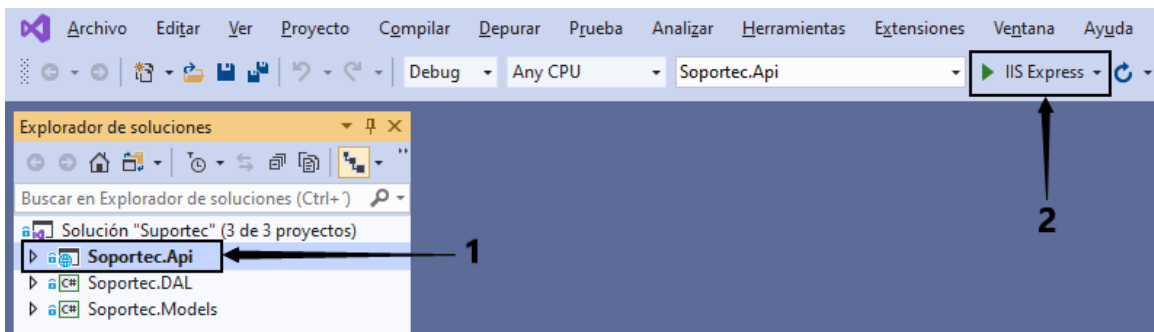 Archivo Editar Ver Proyecto Compilar Depurar Prueba Analizar Herramientas Extensiones Ventana Ayuda
Debug Any CPU Soportec.Api IIS Express
Explorador de soluciones
Buscar en Explorador de soluciones (Ctrl+´)
Solución "Suportec" (3 de 3 proyectos)
Soportec.Api 1
C# Soportec.DAL
C# Soportec.Models
2